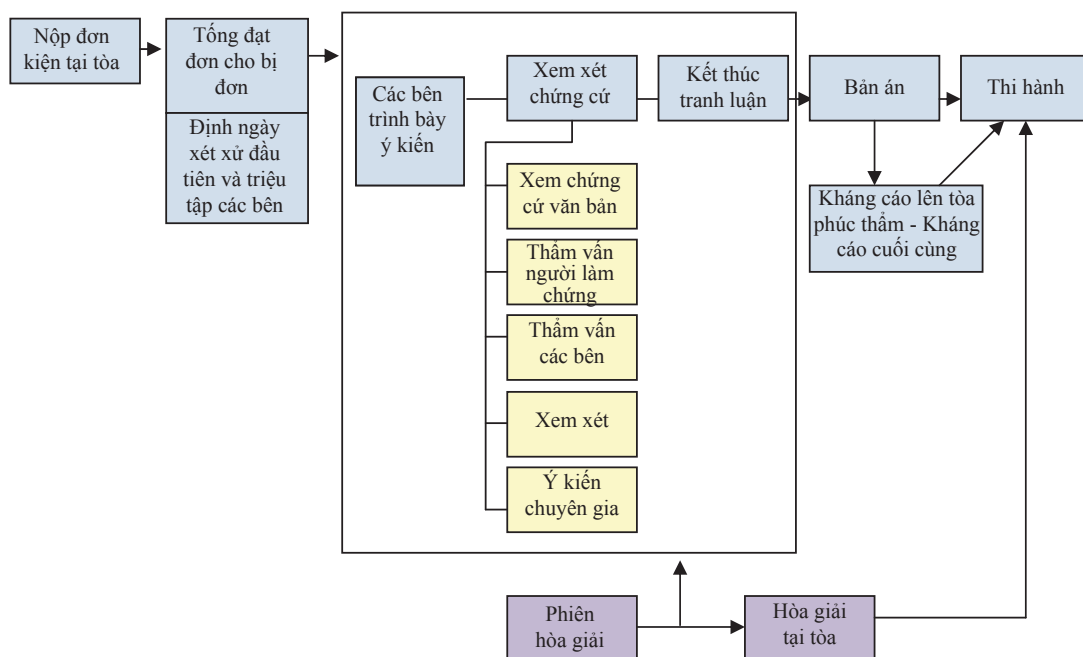 Nộp đơn
kiện tại tòa
Tống đạt
đơn cho bị
đơn
Định ngày
xét xử đầu
tiên và triệu
tập các bên
Các bên
trình bày
ý kiến
Xem xét
chứng cứ
Kết thúc
tranh luận
Bản án
Thi hành
Kháng cáo lên tòa
phúc thẩm - Kháng
cáo cuối cùng
Xem chứng
cứ văn bản
Thẩm vấn
người làm
chứng
Thẩm vấn
các bên
Xem xét
Ý kiến
chuyên gia
Phiên
hòa giải
Hòa giải
tại tòa